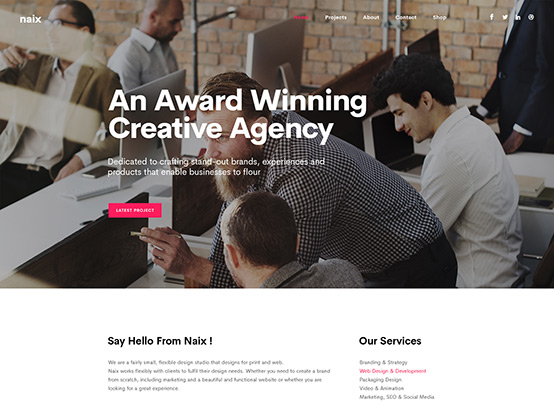 naix
Home Projects About Contact Shop
An Award Winning
Creative Agency
Dedicated to crafting stand-out brands, experiences and
products that enable businesses to flour
LATEST PROJECT
Say Hello From Naix !
We are a fairly small, flexible design studio that designs for print and web.
Naix works flexibly with clients to fulfil their design needs. Whether you need to create a brand
from scratch, including marketing and a beautiful and functional website or whether you are
looking for a great experience.
Our Services
Branding & Strategy
Web Design & Development
Packaging Design
Video & Animation
Marketing, SEO & Social Media